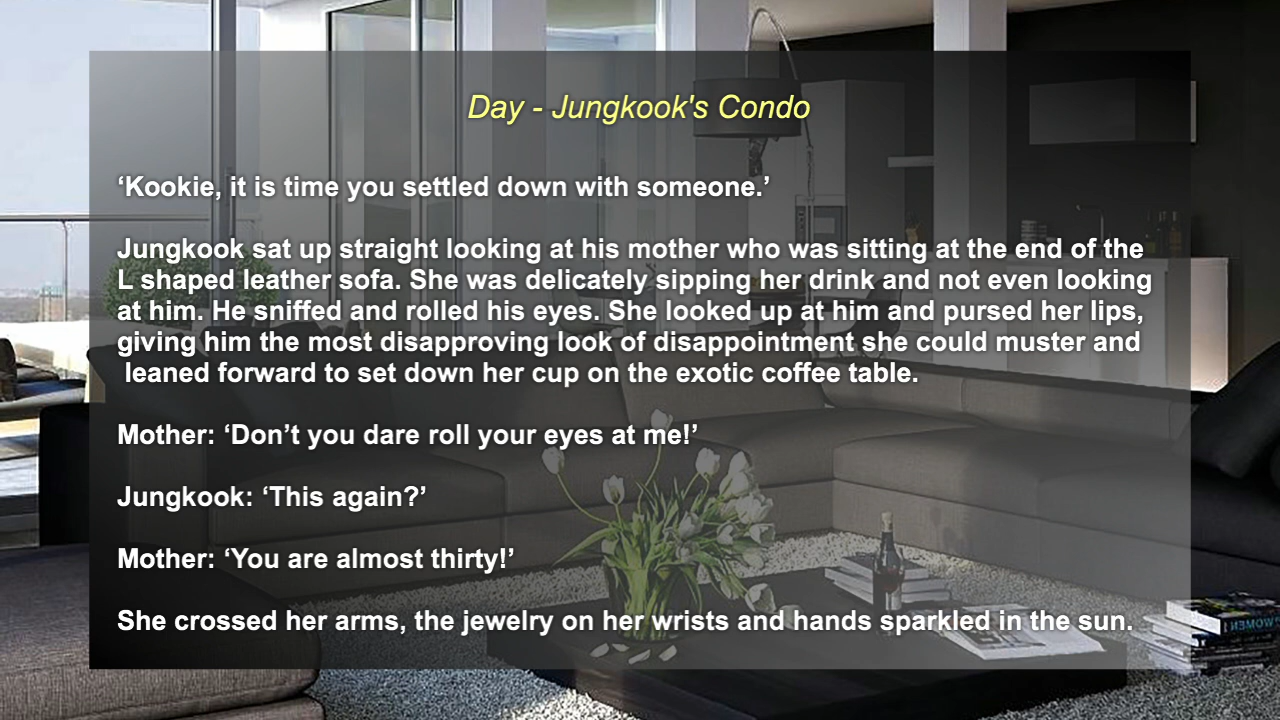 Day - Jungkook's Condo
‘Kookie, it is time you settled down with someone.’
Jungkook sat up straight looking at his mother who was sitting at the end of the
L shaped leather sofa. She was delicately sipping her drink and not even looking
at him. He sniffed and rolled his eyes. She looked up at him and pursed her lips,
giving him the most disapproving look of disappointment she could muster and
leaned forward to set down her cup on the exotic coffee table.
Mother: ‘Don’t you dare roll your eyes at me!’
Jungkook: ‘This again?’
Mother: ‘You are almost thirty!’
She crossed her arms, the jewelry on her wrists and hands sparkled in the sun.
WOMEN